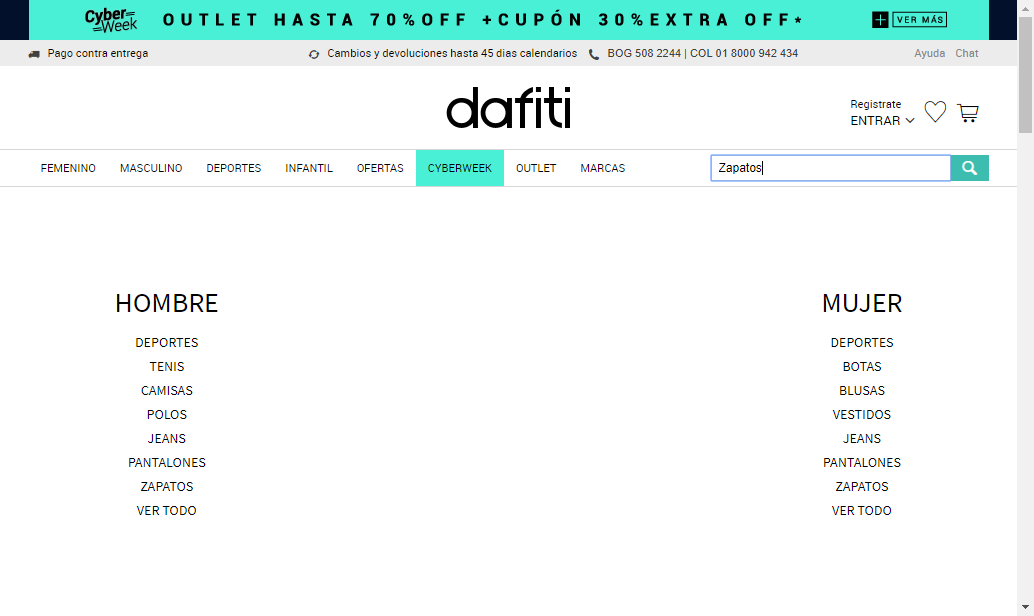 Cyber Week OUTLET HASTA 70%OFF +CUPÓN 30%EXTRA OFF* + VER MÁS
Pago contra entrega Cambios y devoluciones hasta 45 dias calendarios BOG 508 2244 | COL 01 8000 942 434 Ayuda Chat
dafiti
Registrate
ENTRAR
FEMENINO MASCULINO DEPORTES INFANTIL OFERTAS CYBERWEEK OUTLET MARCAS Zapatos
HOMBRE
DEPORTES
TENIS
CAMISAS
POLOS
JEANS
PANTALONES
ZAPATOS
VER TODO
MUJER
DEPORTES
BOTAS
BLUSAS
VESTIDOS
JEANS
PANTALONES
ZAPATOS
VER TODO